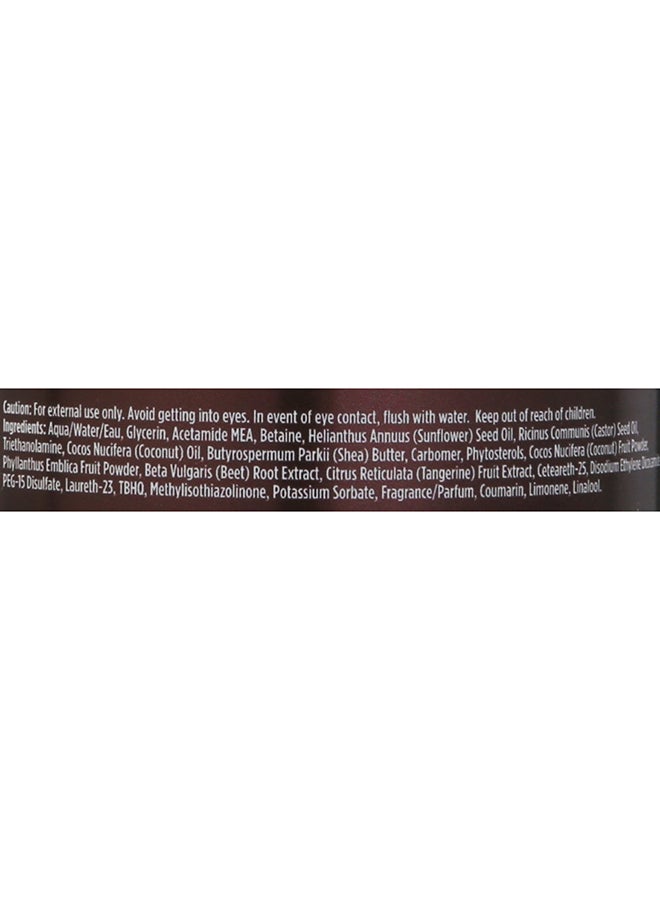 Caution: For external use only. Avoid getting into eyes. In event of eye contact, flush with water. Keep out of reach of children.
Ingredients: Aqua/Water/Eau, Glycerin, Acetamide MEA, Betaine, Helianthus Annuus (Sunflower) Seed Oil, Ricinus Communis (Castor) Seed Oil,
Triethanolamine, Cocos Nucifera (Coconut) Oil, Butyrospermum Parkii (Shea) Butter, Carbomer, Phytosterols, Cocos Nucifera (Coconut) Fruit Powder,
Phyllanthus Emblica Fruit Powder, Beta Vulgaris (Beet) Root Extract, Citrus Reticulata (Tangerine) Fruit Extract, Ceteareth-25, Disodium Ethylene
PEG-15 Disulfate, Laureth-23, TBHQ, Methylisothiazolinone, Potassium Sorbate, Fragrance/Parfum, Coumarin, Limonene, Linalool.